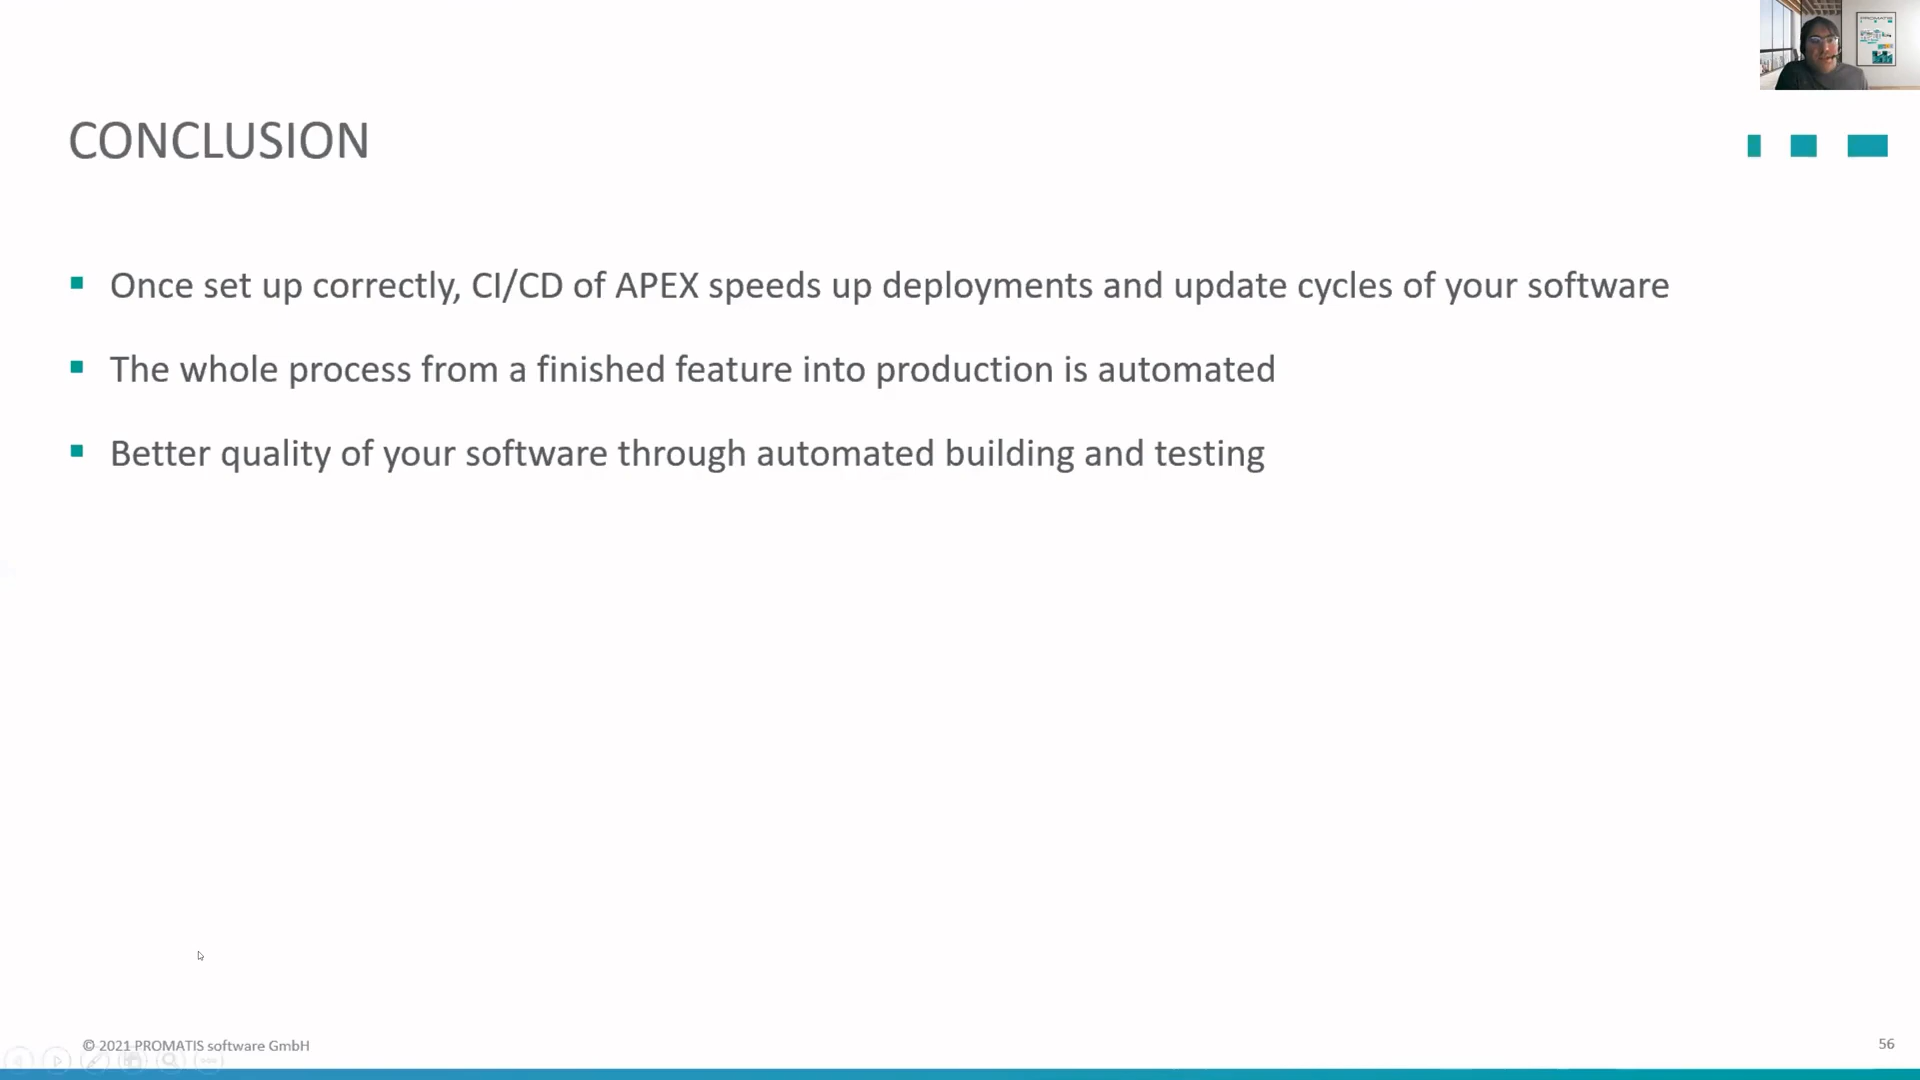 CONCLUSION
Once set up correctly, CI/CD of APEX speeds up deployments and update cycles of your software
The whole process from a finished feature into production is automated
Better quality of your software through automated building and testing
© 2021 PROMATIS software GmbH
56